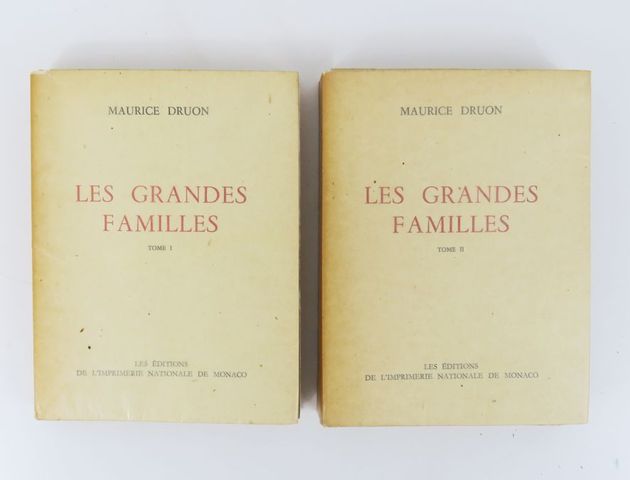 MAURICE DRUON
LES GRANDES
FAMILLES
TOME I
LES ÉDITIONS
DE L'IMPRIMERIE NATIONALE DE MONACO
MAURICE DRUON
LES GRANDES
FAMILLES
TOME II
LES ÉDITIONS
DE L'IMPRIMERIE NATIONALE DE MONACO